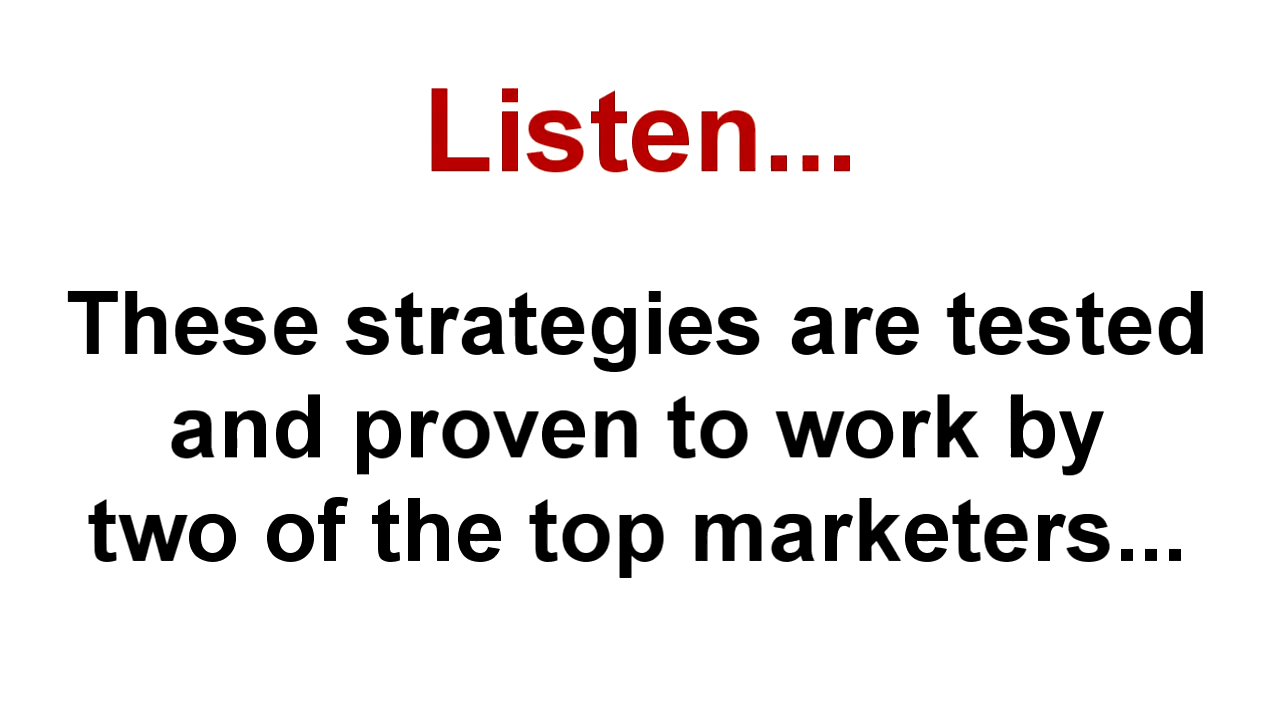 Listen...
These strategies are tested
and proven to work by
two of the top marketers...